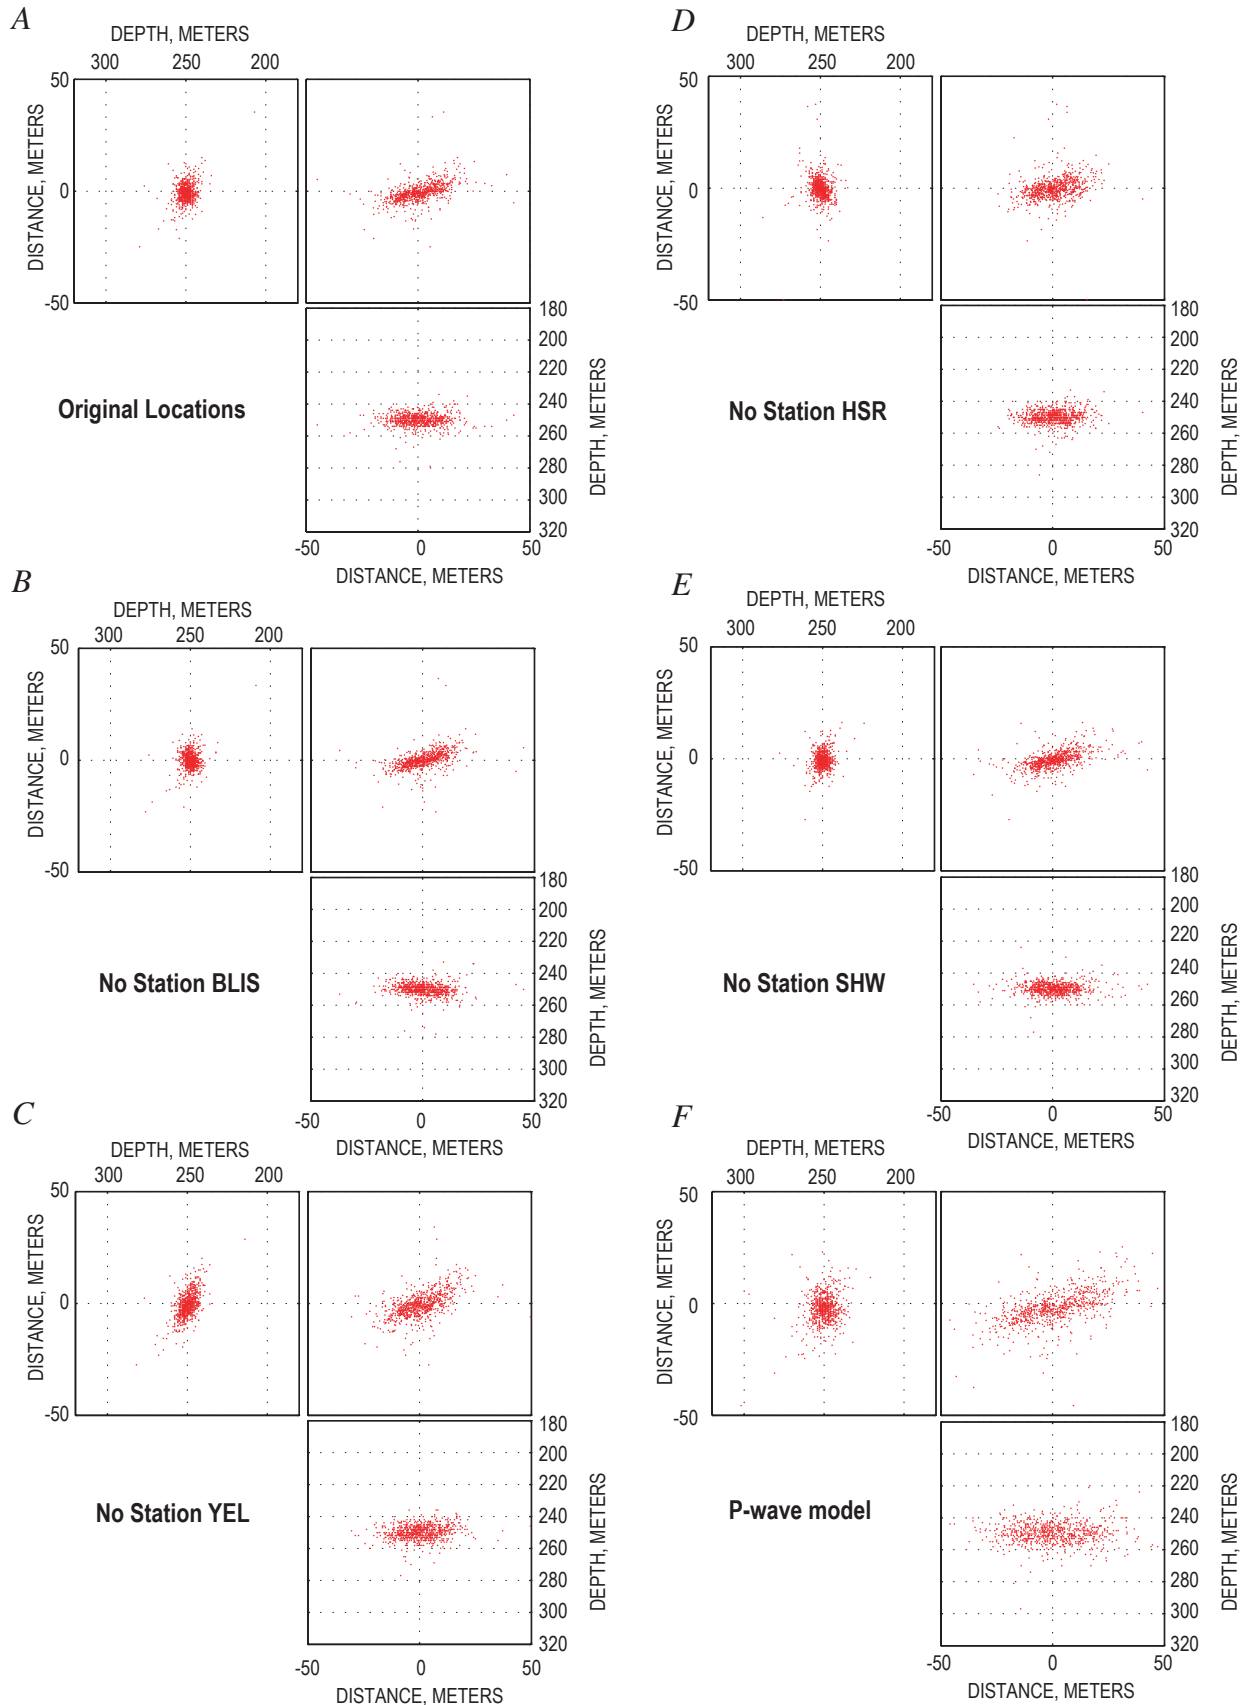 A
DEPTH, METERS
300 250 200
50
0
-50
DISTANCE, METERS
180
200
220
240
260
280
300
320
DEPTH, METERS
Original Locations
-50 0 50
DISTANCE, METERS
B
DEPTH, METERS
300 250 200
50
0
-50
DISTANCE, METERS
180
200
220
240
260
280
300
320
DEPTH, METERS
No Station BLIS
-50 0 50
DISTANCE, METERS
C
DEPTH, METERS
300 250 200
50
0
-50
DISTANCE, METERS
180
200
220
240
260
280
300
320
DEPTH, METERS
No Station YEL
-50 0 50
DISTANCE, METERS
D
DEPTH, METERS
300 250 200
50
0
-50
DISTANCE, METERS
180
200
220
240
260
280
300
320
DEPTH, METERS
No Station HSR
-50 0 50
DISTANCE, METERS
E
DEPTH, METERS
300 250 200
50
0
-50
DISTANCE, METERS
180
200
220
240
260
280
300
320
DEPTH, METERS
No Station SHW
-50 0 50
DISTANCE, METERS
F
DEPTH, METERS
300 250 200
50
0
-50
DISTANCE, METERS
180
200
220
240
260
280
300
320
DEPTH, METERS
P-wave model
-50 0 50
DISTANCE, METERS